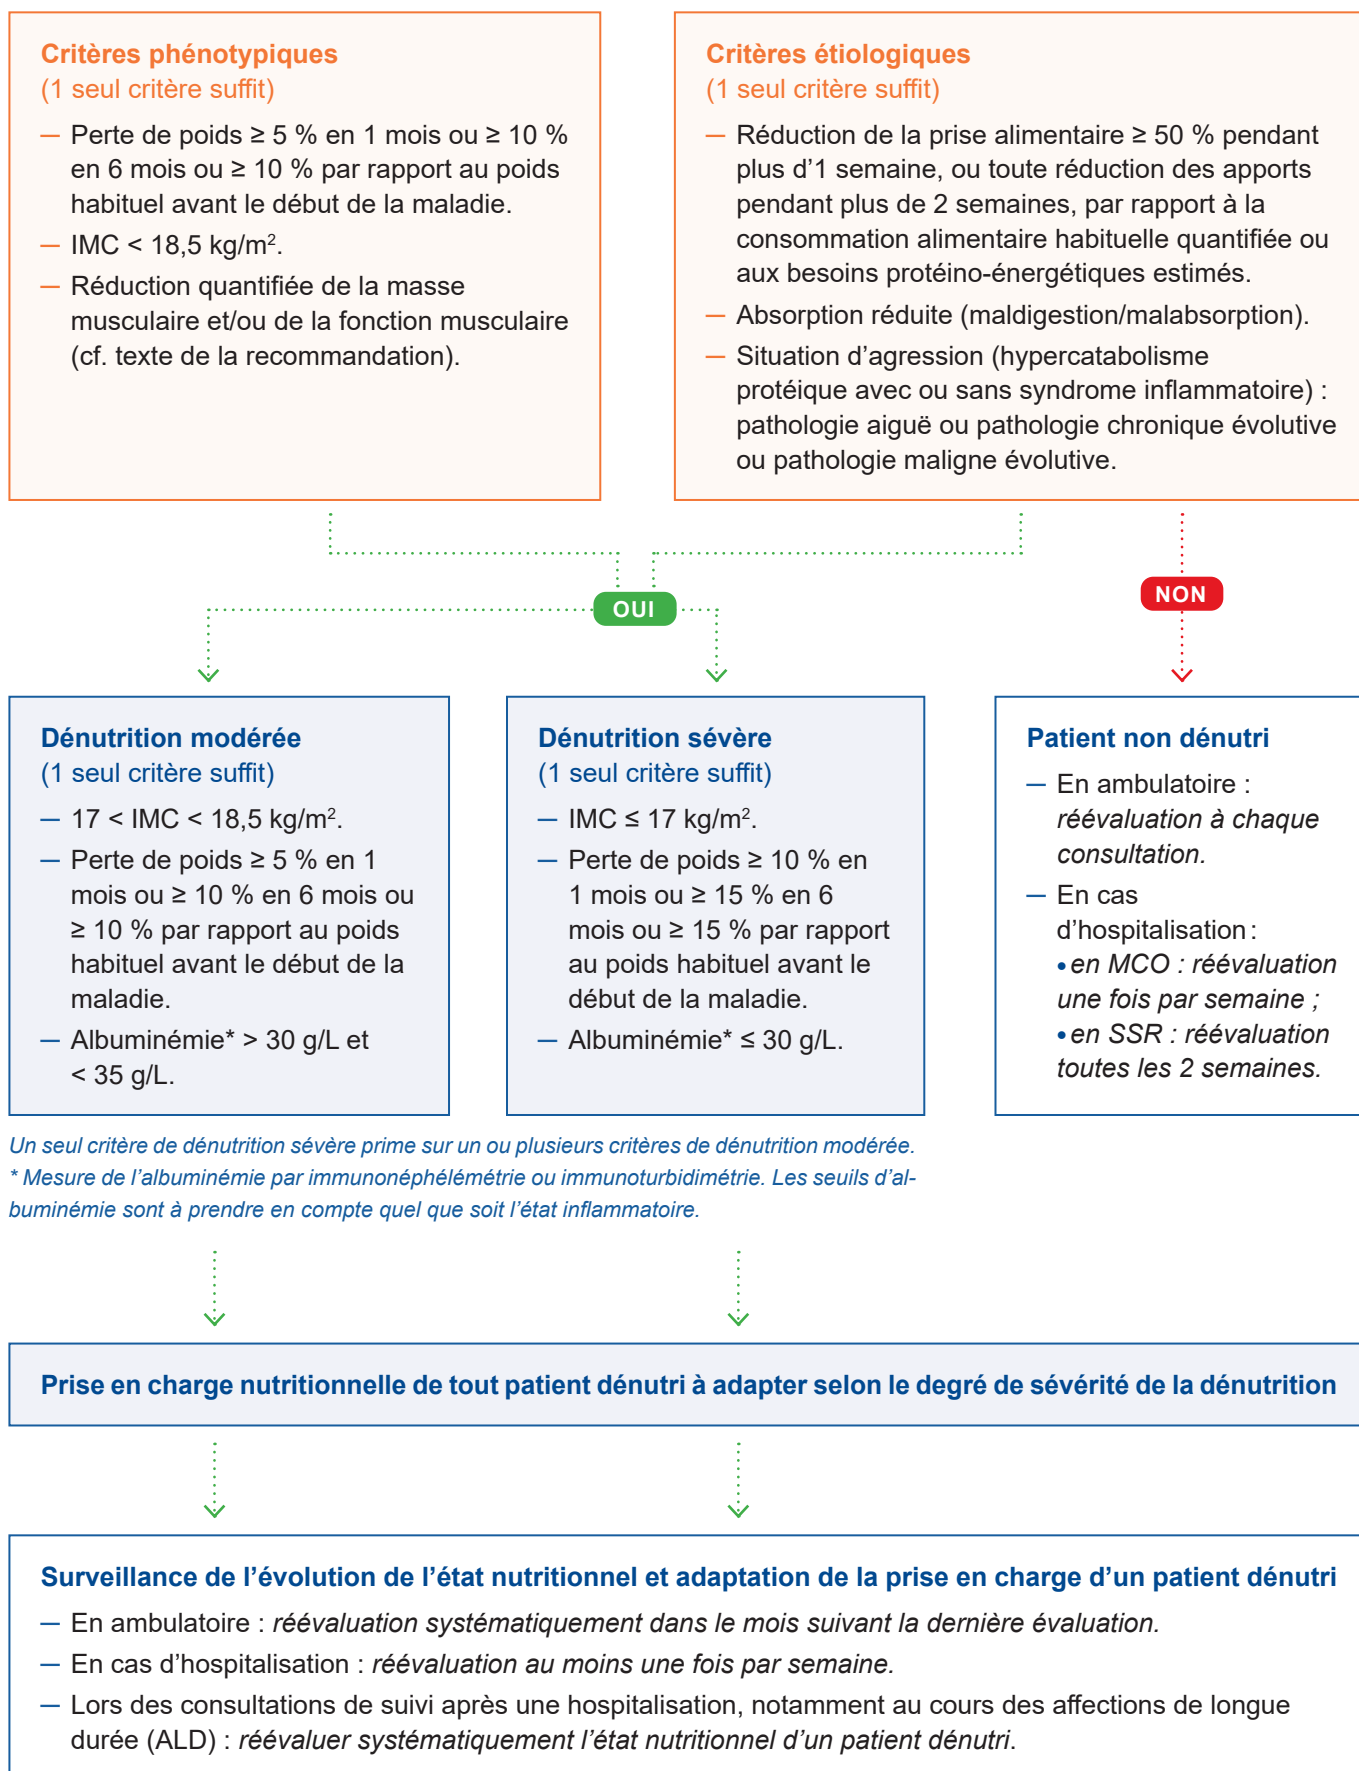 Critères phénotypiques
(1 seul critère suffit)
— Perte de poids ≥ 5 % en 1 mois ou ≥ 10 %
en 6 mois ou ≥ 10 % par rapport au poids
habituel avant le début de la maladie.
— IMC < 18,5 kg/m².
— Réduction quantifiée de la masse
musculaire et/ou de la fonction musculaire
(cf. texte de la recommandation).
Critères étiologiques
(1 seul critère suffit)
— Réduction de la prise alimentaire ≥ 50 % pendant
plus d’1 semaine, ou toute réduction des apports
pendant plus de 2 semaines, par rapport à la
consommation alimentaire habituelle quantifiée ou
aux besoins protéino-énergétiques estimés.
— Absorption réduite (maldigestion/malabsorption).
— Situation d’agression (hypercatabolisme
protéique avec ou sans syndrome inflammatoire) :
pathologie aiguë ou pathologie chronique évolutive
ou pathologie maligne évolutive.
OUI
NON
Dénutrition modérée
(1 seul critère suffit)
— 17 < IMC < 18,5 kg/m².
— Perte de poids ≥ 5 % en 1
mois ou ≥ 10 % en 6 mois ou
≥ 10 % par rapport au poids
habituel avant le début de la
maladie.
— Albuminémie* > 30 g/L et
< 35 g/L.
Dénutrition sévère
(1 seul critère suffit)
— IMC ≤ 17 kg/m².
— Perte de poids ≥ 10 % en
1 mois ou ≥ 15 % en 6
mois ou ≥ 15 % par rapport
au poids habituel avant le
début de la maladie.
— Albuminémie* ≤ 30 g/L.
Patient non dénutri
— En ambulatoire :
réévaluation à chaque
consultation.
— En cas
d’hospitalisation :
• en MCO : réévaluation
une fois par semaine ;
• en SSR : réévaluation
toutes les 2 semaines.
Un seul critère de dénutrition sévère prime sur un ou plusieurs critères de dénutrition modérée.
* Mesure de l’albuminémie par immunonéphélémétrie ou immunoturbidimétrie. Les seuils d’al-
buminémie sont à prendre en compte quel que soit l’état inflammatoire.
Prise en charge nutritionnelle de tout patient dénutri à adapter selon le degré de sévérité de la dénutrition
Surveillance de l’évolution de l’état nutritionnel et adaptation de la prise en charge d’un patient dénutri
— En ambulatoire : réévaluation systématiquement dans le mois suivant la dernière évaluation.
— En cas d’hospitalisation : réévaluation au moins une fois par semaine.
— Lors des consultations de suivi après une hospitalisation, notamment au cours des affections de longue
durée (ALD) : réévaluer systématiquement l’état nutritionnel d’un patient dénutri.